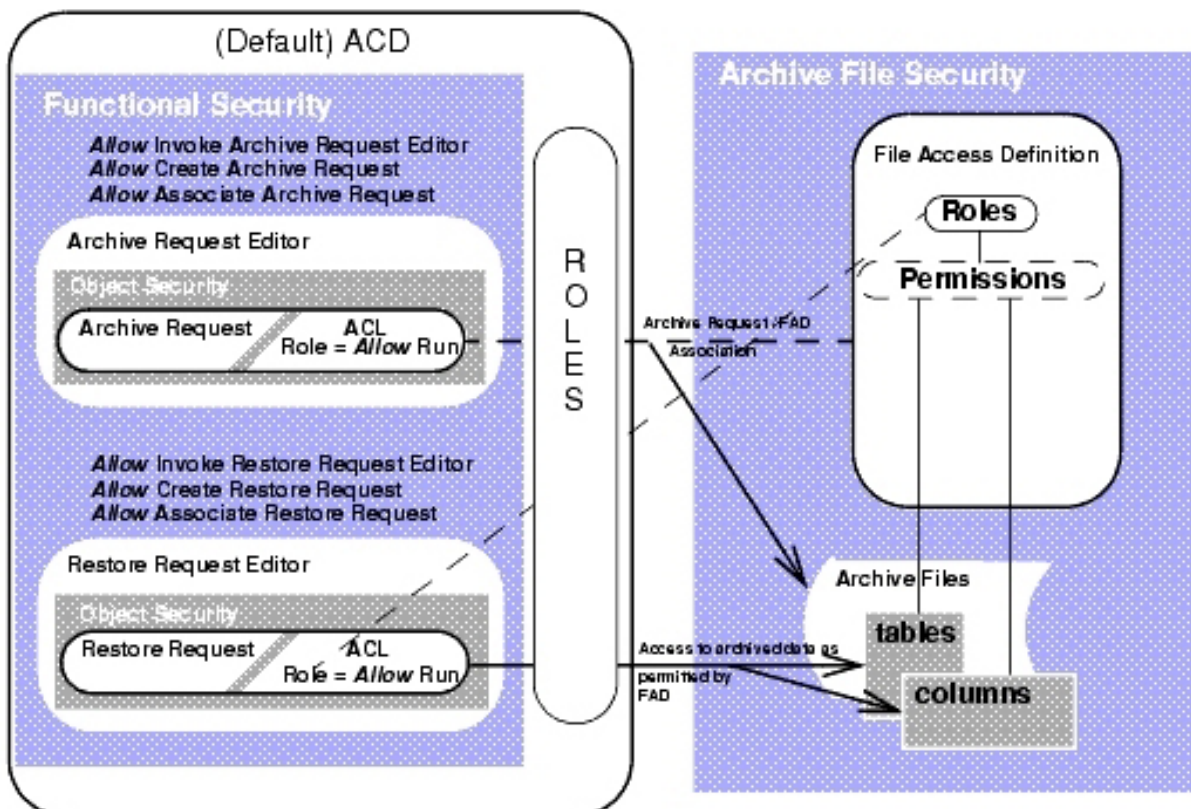 (Default) ACD
Functional Security
Allow Invoke Archive Request Editor
Allow Create Archive Request
Allow Associate Archive Request
Archive Request Editor
Object Security
Archive Request
ACL
Role = Allow Run
Allow Invoke Restore Request Editor
Allow Create Restore Request
Allow Associate Restore Request
Restore Request Editor
Object Security
Restore Request
ACL
Role = Allow Run
ROLES
Archive Request /FAD
Association
Access to archived data as
permitted by
FAD
Archive File Security
File Access Definition
Roles
Permissions
Archive Files
tables
columns